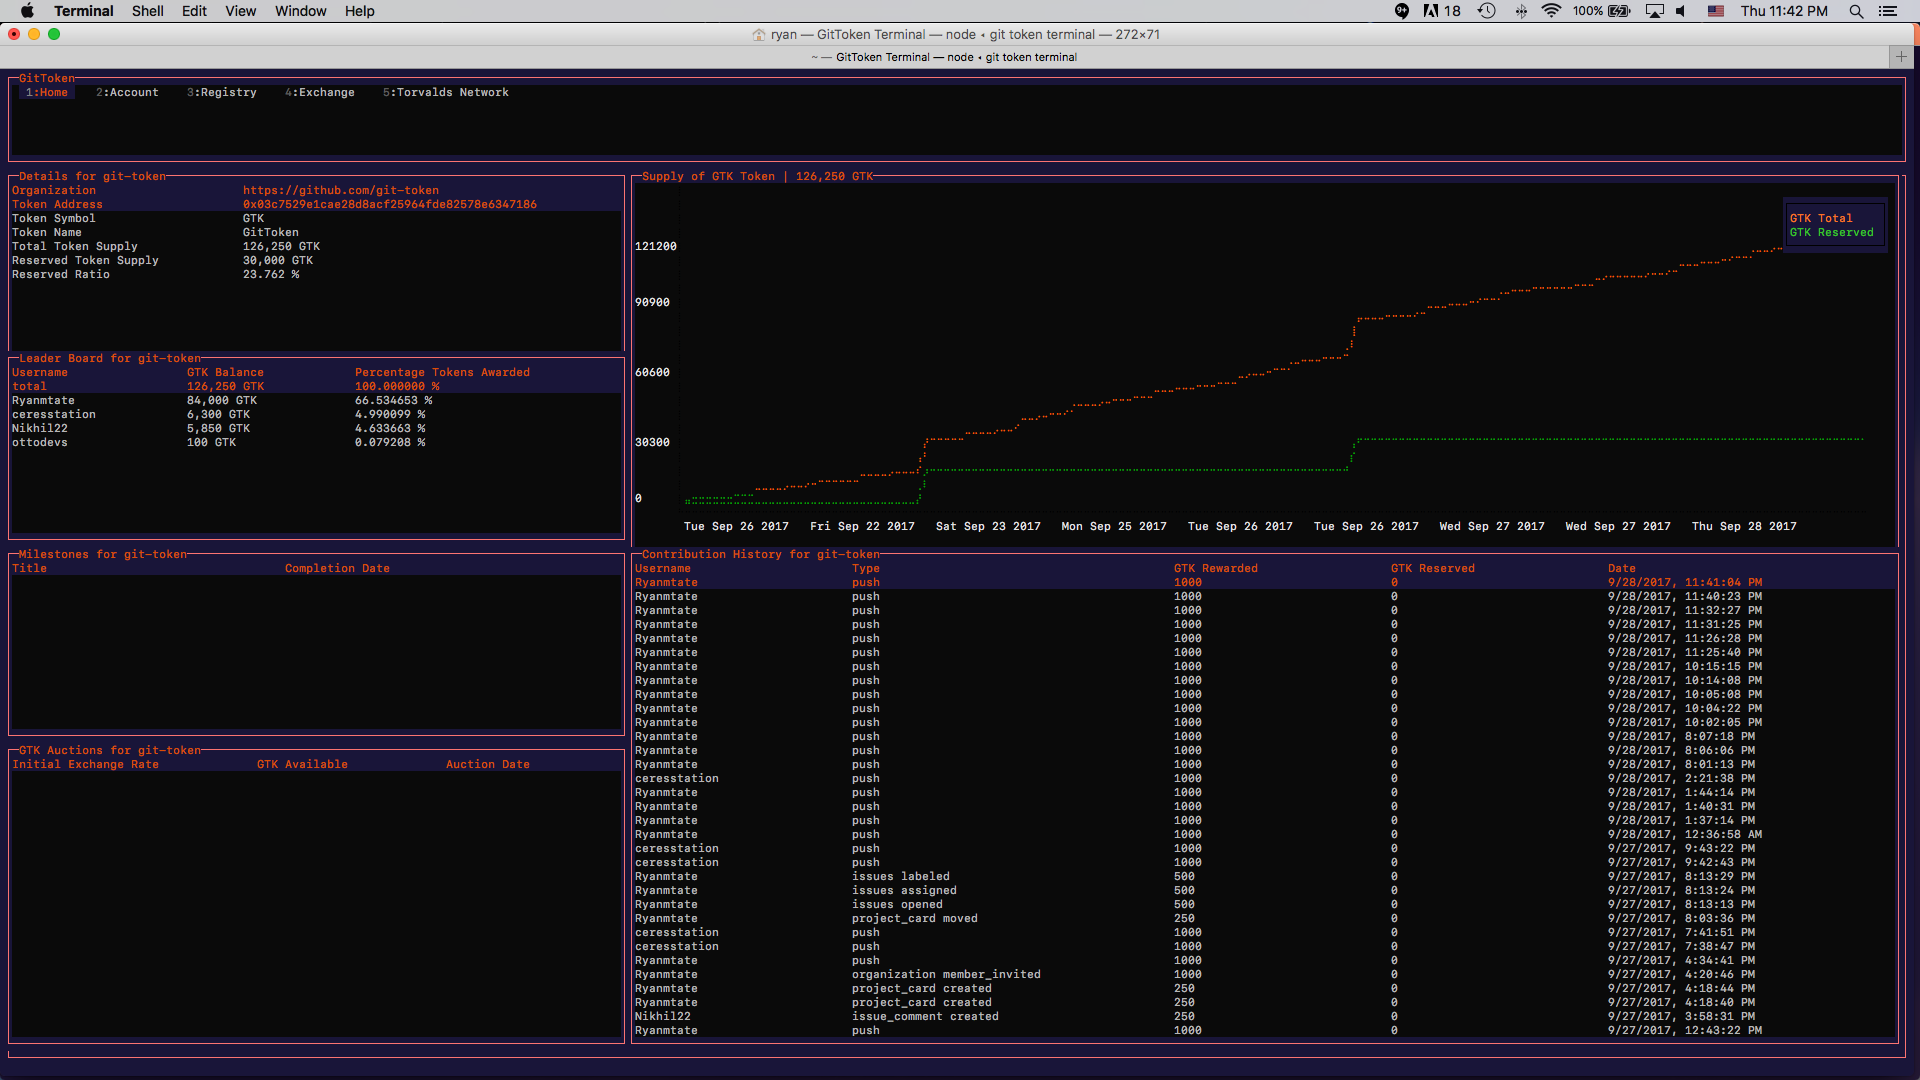 Terminal Shell Edit View Window Help 18 100% Thu 11:42 PM
ryan — GitToken Terminal — node ◂ git token terminal — 272×71
~ — GitToken Terminal — node ◂ git token terminal
GitToken
1:Home 2:Account 3:Registry 4:Exchange 5:Torvalds Network
Details for git-token
Organization https://github.com/git-token
Token Address 0x03c7529e1cae28d8acf25964fde82578e6347186
Token Symbol GTK
Token Name GitToken
Total Token Supply 126,250 GTK
Reserved Token Supply 30,000 GTK
Reserved Ratio 23.762 %
Supply of GTK Token | 126,250 GTK
GTK Total
GTK Reserved
121200
90900
60600
30300
0
Tue Sep 26 2017 Fri Sep 22 2017 Sat Sep 23 2017 Mon Sep 25 2017 Tue Sep 26 2017 Tue Sep 26 2017 Wed Sep 27 2017 Wed Sep 27 2017 Thu Sep 28 2017
Leader Board for git-token
Username GTK Balance Percentage Tokens Awarded
total 126,250 GTK 100.000000 %
Ryanmtate 84,000 GTK 66.534653 %
ceresstation 6,300 GTK 4.990099 %
Nikhil22 5,850 GTK 4.633663 %
ottodevs 100 GTK 0.079208 %
Milestones for git-token
Title Completion Date
GTK Auctions for git-token
Initial Exchange Rate GTK Available Auction Date
Contribution History for git-token
Username Type GTK Rewarded GTK Reserved Date
Ryanmtate push 1000 0 9/28/2017, 11:41:04 PM
Ryanmtate push 1000 0 9/28/2017, 11:40:23 PM
Ryanmtate push 1000 0 9/28/2017, 11:32:27 PM
Ryanmtate push 1000 0 9/28/2017, 11:31:25 PM
Ryanmtate push 1000 0 9/28/2017, 11:26:28 PM
Ryanmtate push 1000 0 9/28/2017, 11:25:40 PM
Ryanmtate push 1000 0 9/28/2017, 10:15:15 PM
Ryanmtate push 1000 0 9/28/2017, 10:14:08 PM
Ryanmtate push 1000 0 9/28/2017, 10:05:08 PM
Ryanmtate push 1000 0 9/28/2017, 10:04:22 PM
Ryanmtate push 1000 0 9/28/2017, 10:02:05 PM
Ryanmtate push 1000 0 9/28/2017, 8:07:18 PM
Ryanmtate push 1000 0 9/28/2017, 8:06:06 PM
Ryanmtate push 1000 0 9/28/2017, 8:01:13 PM
ceresstation push 1000 0 9/28/2017, 2:21:38 PM
Ryanmtate push 1000 0 9/28/2017, 1:44:14 PM
Ryanmtate push 1000 0 9/28/2017, 1:40:31 PM
Ryanmtate push 1000 0 9/28/2017, 1:37:14 PM
Ryanmtate push 1000 0 9/28/2017, 12:36:58 AM
ceresstation push 1000 0 9/27/2017, 9:43:22 PM
ceresstation push 1000 0 9/27/2017, 9:42:43 PM
Ryanmtate issues labeled 500 0 9/27/2017, 8:13:29 PM
Ryanmtate issues assigned 500 0 9/27/2017, 8:13:24 PM
Ryanmtate issues opened 500 0 9/27/2017, 8:13:13 PM
Ryanmtate project_card moved 250 0 9/27/2017, 8:03:36 PM
ceresstation push 1000 0 9/27/2017, 7:41:51 PM
ceresstation push 1000 0 9/27/2017, 7:38:47 PM
Ryanmtate push 1000 0 9/27/2017, 4:34:41 PM
Ryanmtate organization member_invited 1000 0 9/27/2017, 4:20:46 PM
Ryanmtate project_card created 250 0 9/27/2017, 4:18:44 PM
Ryanmtate project_card created 250 0 9/27/2017, 4:18:40 PM
Nikhil22 issue_comment created 250 0 9/27/2017, 3:58:31 PM
Ryanmtate push 1000 0 9/27/2017, 12:43:22 PM